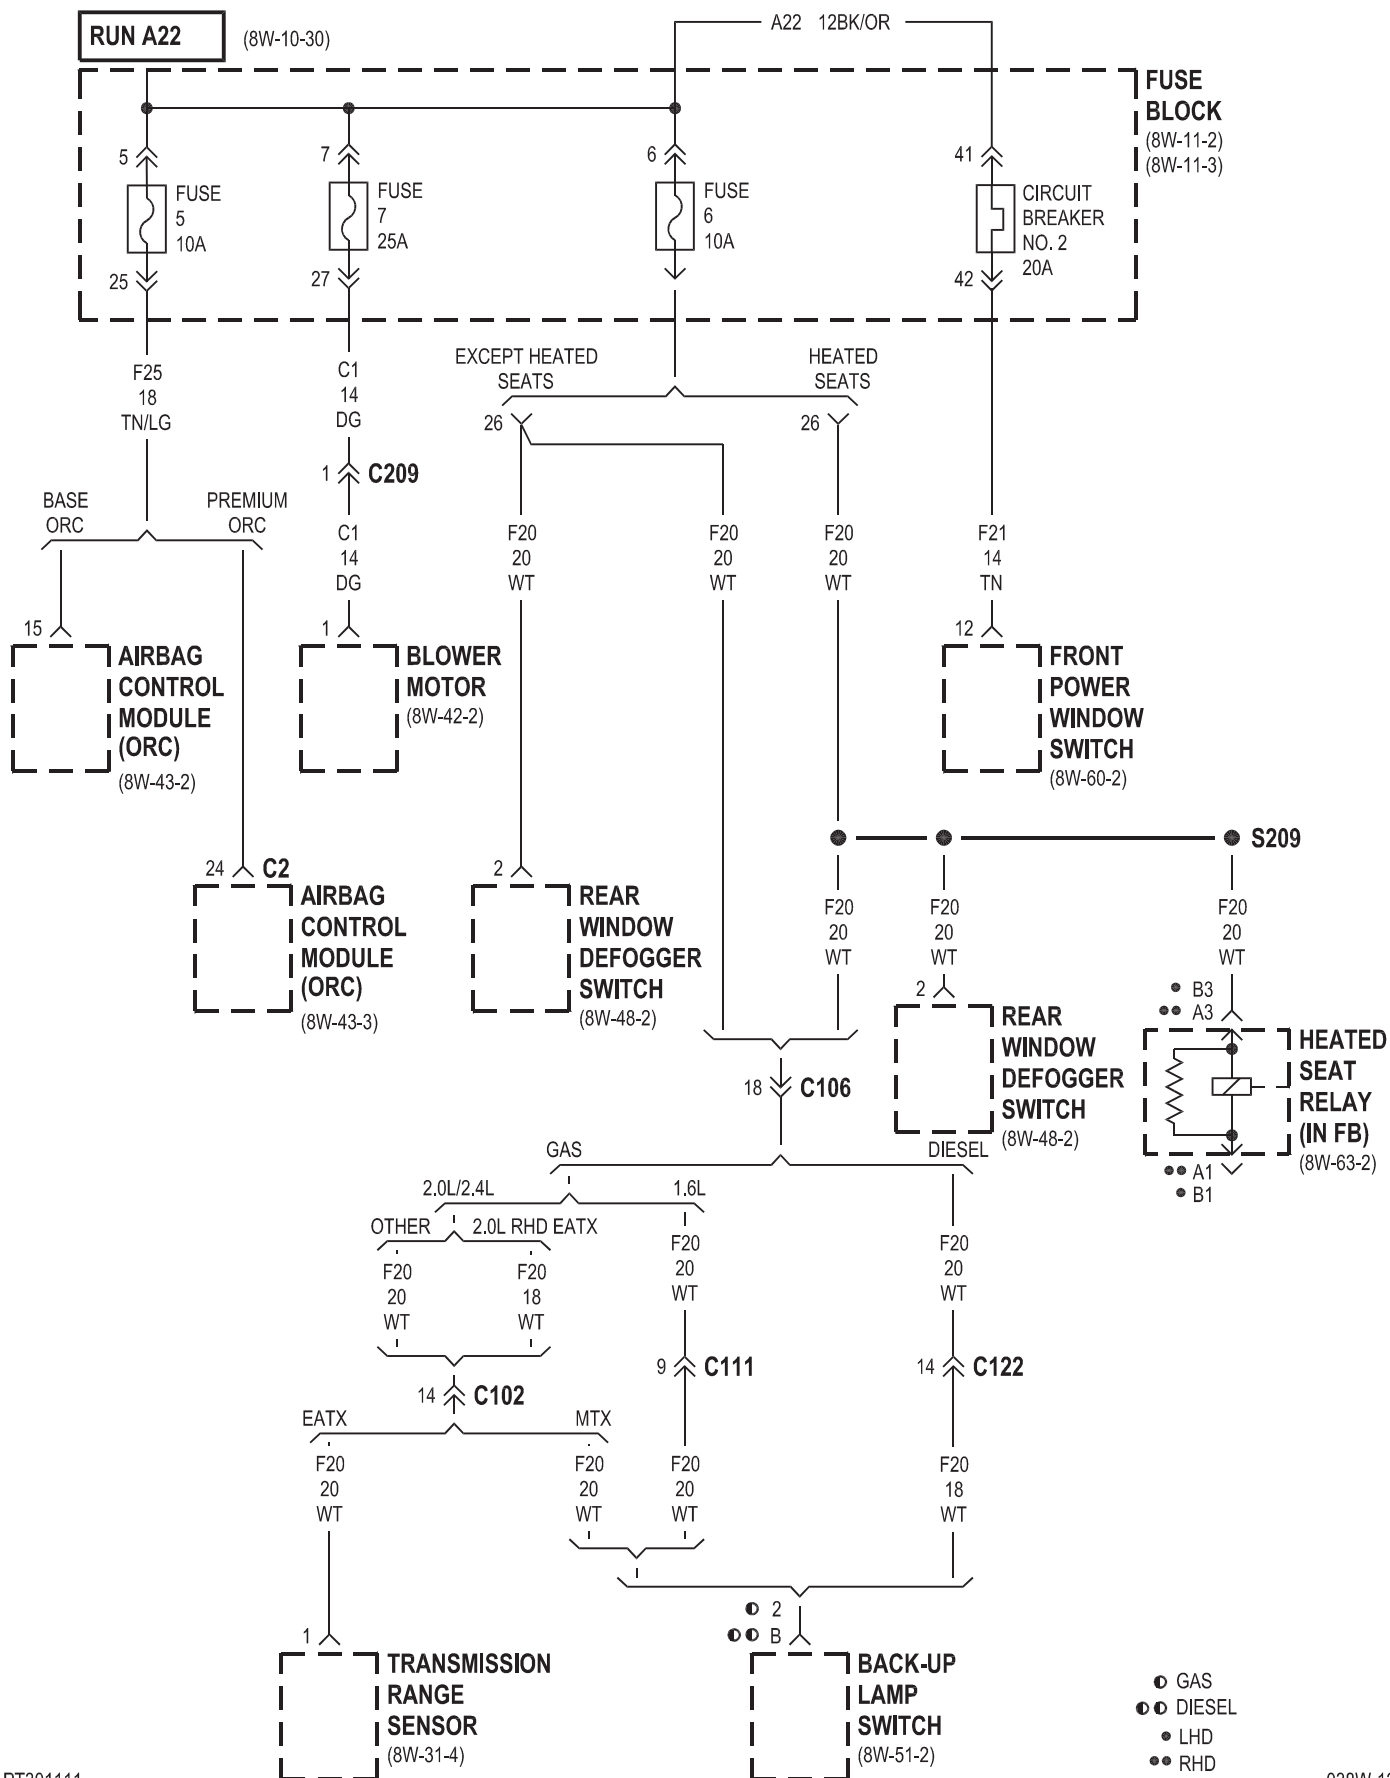 A22 12BK/OR
RUN A22 (8W-10-30)
FUSE
BLOCK
(8W-11-2)
(8W-11-3)
5 7 6 41
FUSE
5
10A
FUSE
7
25A
FUSE
6
10A
CIRCUIT
BREAKER
NO. 2
20A
25 27 42
F25
18
TN/LG
C1
14
DG
EXCEPT HEATED
SEATS
HEATED
SEATS
26 26
1 C209
BASE
ORC
PREMIUM
ORC
C1
14
DG
F20
20
WT
F20
20
WT
F20
20
WT
F21
14
TN
15
AIRBAG
CONTROL
MODULE
(ORC)
(8W-43-2)
1
BLOWER
MOTOR
(8W-42-2)
12
FRONT
POWER
WINDOW
SWITCH
(8W-60-2)
S209
24 C2
AIRBAG
CONTROL
MODULE
(ORC)
(8W-43-3)
2
REAR
WINDOW
DEFOGGER
SWITCH
(8W-48-2)
F20
20
WT
F20
20
WT
F20
20
WT
2
REAR
WINDOW
DEFOGGER
SWITCH
(8W-48-2)
B3
A3
HEATED
SEAT
RELAY
(IN FB)
(8W-63-2)
A1
B1
18 C106
GAS DIESEL
2.0L/2.4L 1.6L
OTHER 2.0L RHD EATX
F20
20
WT
F20
18
WT
F20
20
WT
F20
20
WT
9 C111
14 C122
14 C102
EATX MTX
F20
20
WT
F20
20
WT
F20
20
WT
F20
18
WT
2
B
1
TRANSMISSION
RANGE
SENSOR
(8W-31-4)
BACK-UP
LAMP
SWITCH
(8W-51-2)
GAS
DIESEL
LHD
RHD